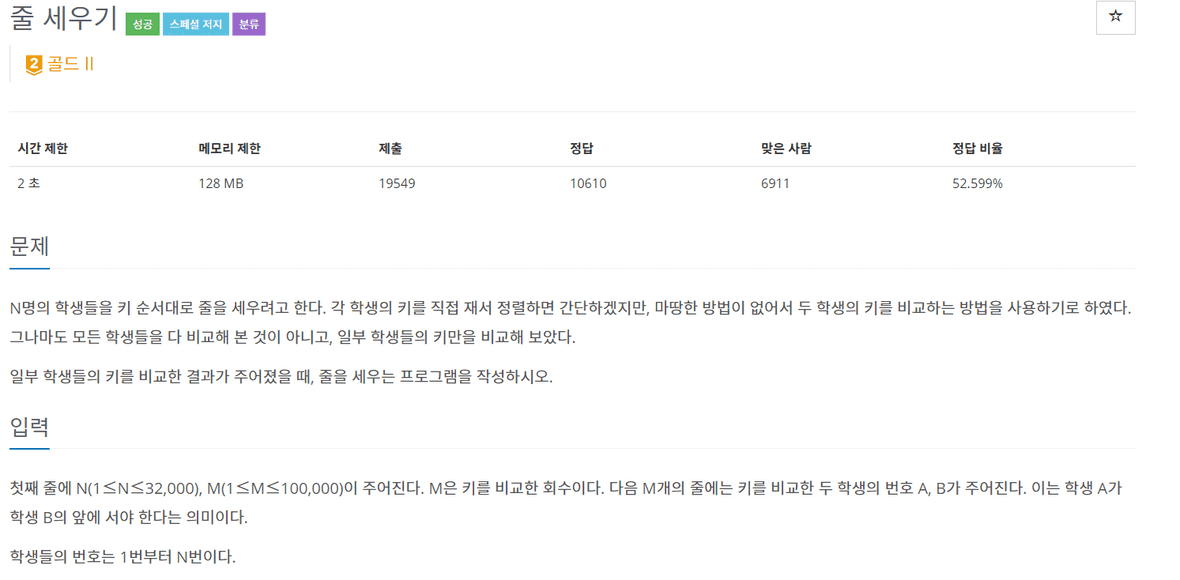 줄 세우기 성공 스페셜 저지 분류
☆
2 골드 II
시간 제한 메모리 제한 제출 정답 맞은 사람 정답 비율
2 초 128 MB 19549 10610 6911 52.599%
문제
N명의 학생들을 키 순서대로 줄을 세우려고 한다. 각 학생의 키를 직접 재서 정렬하면 간단하겠지만, 마땅한 방법이 없어서 두 학생의 키를 비교하는 방법을 사용하기로 하였다.
그나마도 모든 학생들을 다 비교해 본 것이 아니고, 일부 학생들의 키만을 비교해 보았다.
일부 학생들의 키를 비교한 결과가 주어졌을 때, 줄을 세우는 프로그램을 작성하시오.
입력
첫째 줄에 N(1≤N≤32,000), M(1≤M≤100,000)이 주어진다. M은 키를 비교한 회수이다. 다음 M개의 줄에는 키를 비교한 두 학생의 번호 A, B가 주어진다. 이는 학생 A가
학생 B의 앞에 서야 한다는 의미이다.
학생들의 번호는 1번부터 N번이다.